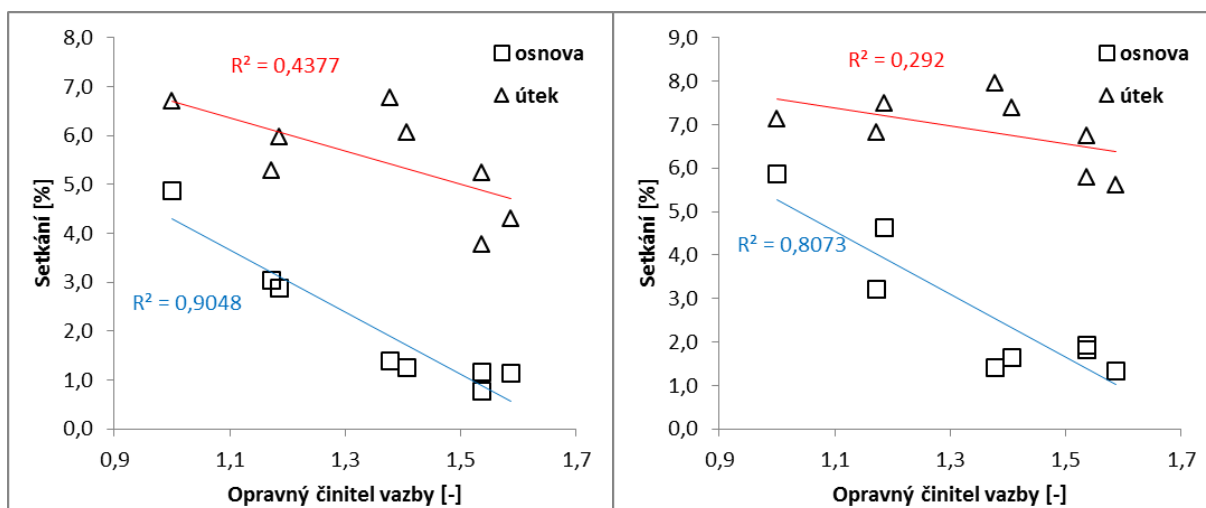 8,0
7,0
6,0
5,0
4,0
3,0
2,0
1,0
0,0
Setkání [%]
R² = 0,4377
R² = 0,9048
osnova
útek
0,9 1,1 1,3 1,5 1,7
Opravný činitel vazby [-]
9,0
8,0
7,0
6,0
5,0
4,0
3,0
2,0
1,0
0,0
Setkání [%]
R² = 0,292
R² = 0,8073
osnova
útek
0,9 1,1 1,3 1,5 1,7
Opravný činitel vazby [-]